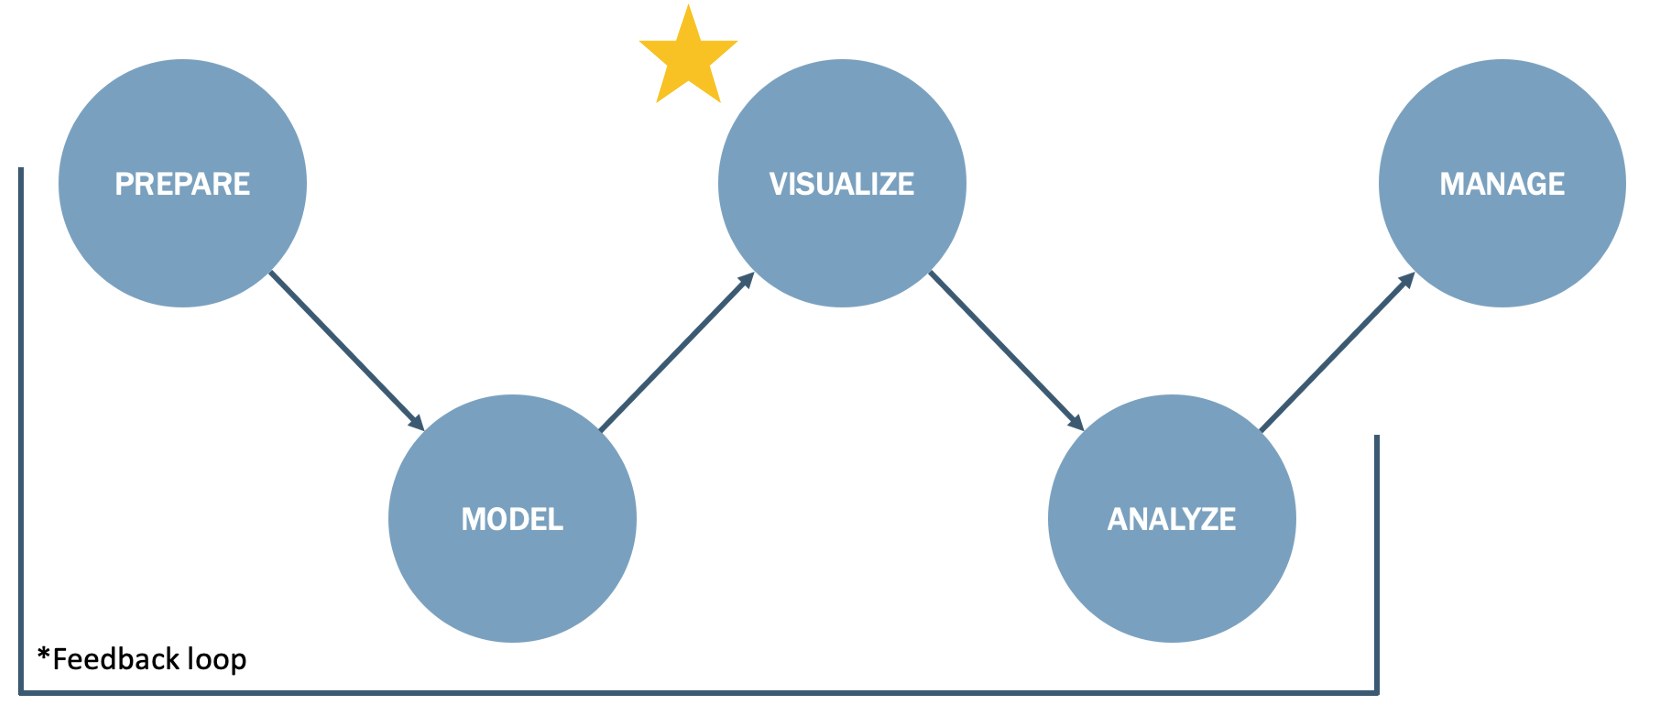 PREPARE
VISUALIZE
MANAGE
MODEL
ANALYZE
*Feedback loop